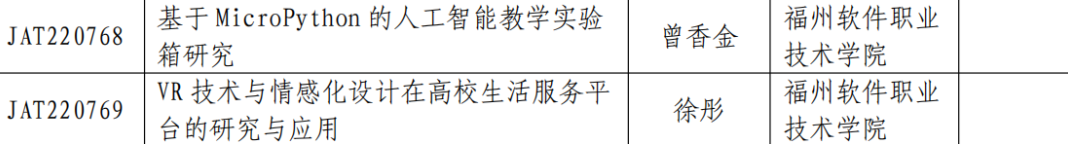 JAT220768
基于 MicroPython 的人工智能教学实验
箱研究
曾香金
福州软件职业
技术学院
JAT220769
VR 技术与情感化设计在高校生活服务平
台的研究与应用
徐彤
福州软件职业
技术学院